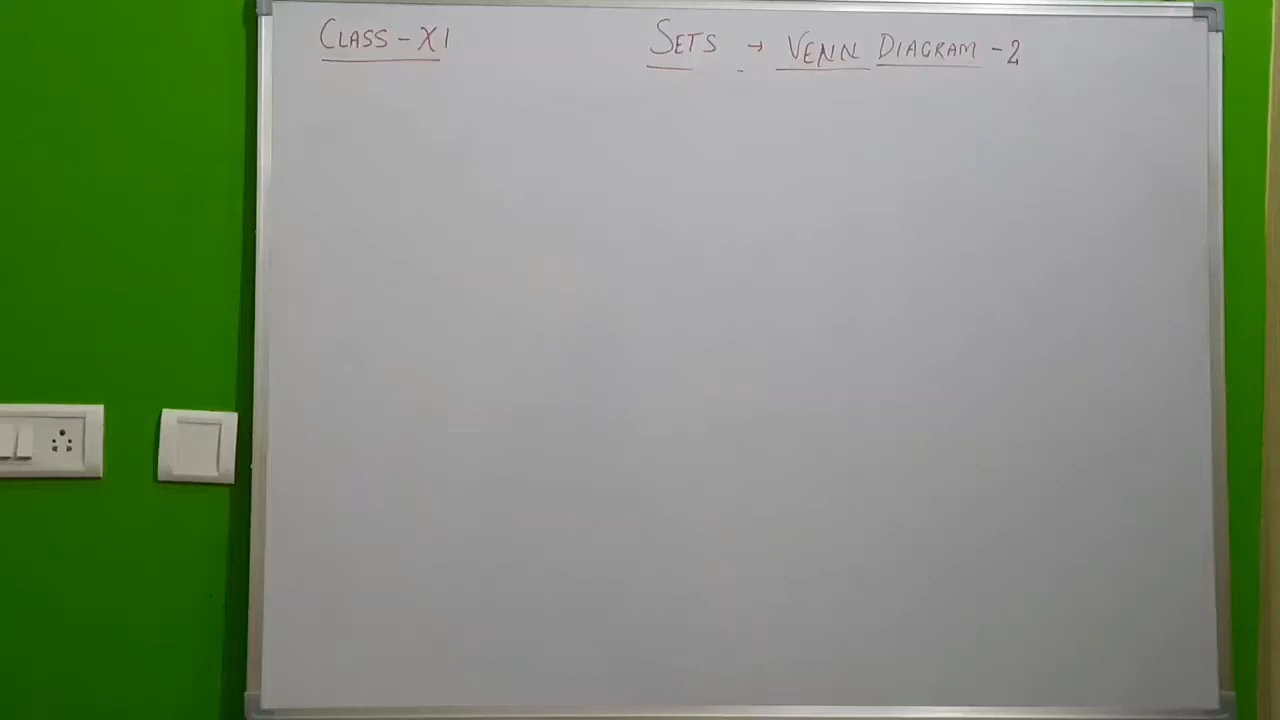 CLASS - XI
SETS → VENN DIAGRAM - 2